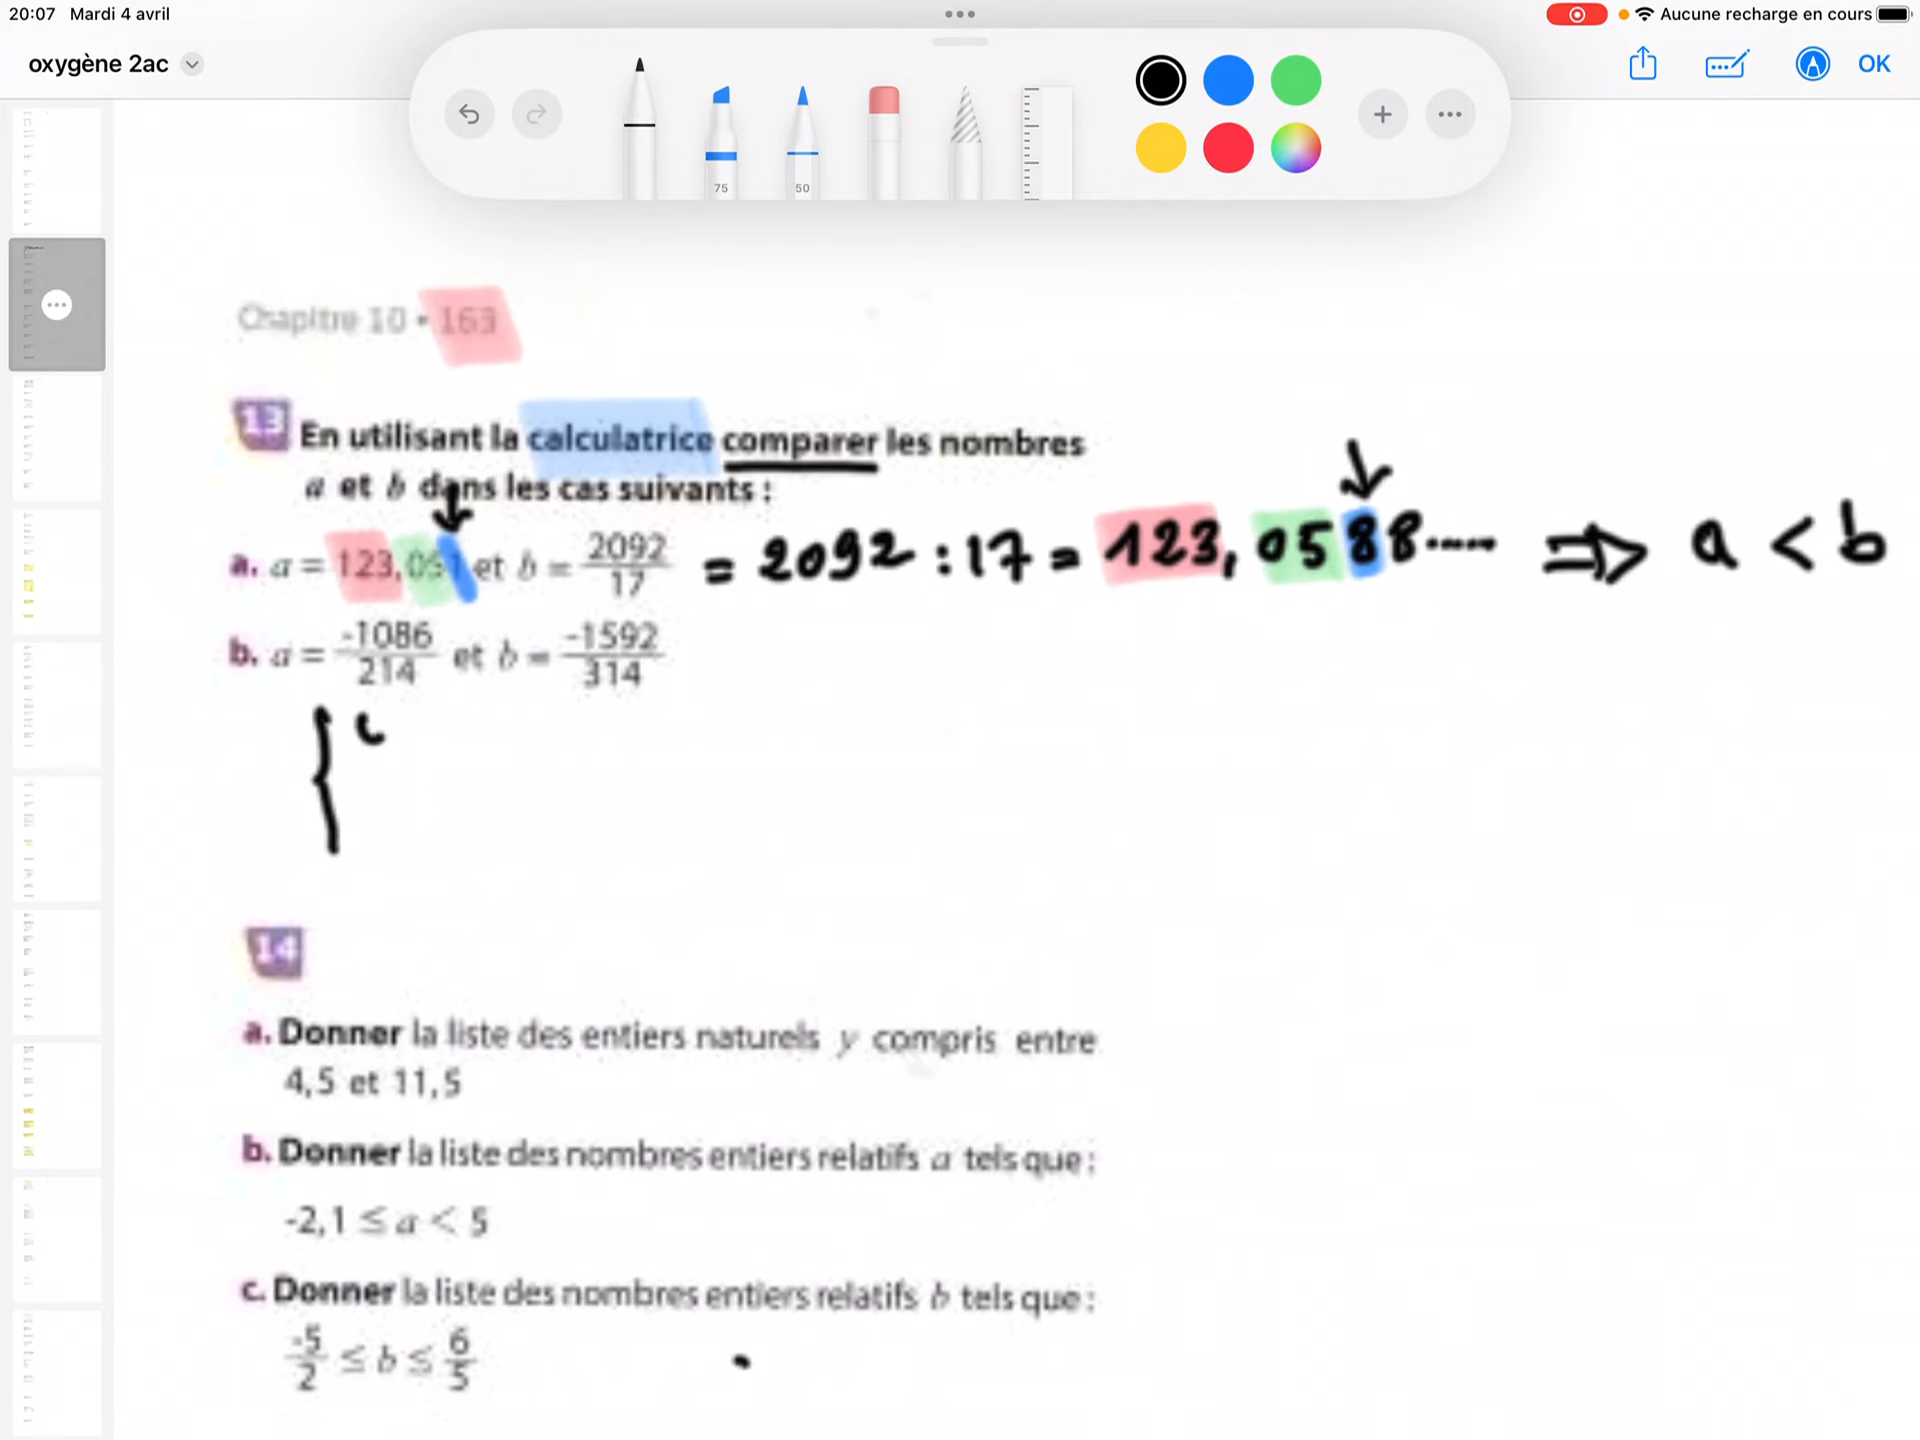 20:07 Mardi 4 avril
Aucune recharge en cours
oxygène 2ac
OK
75
50
Chapitre 10 • 163
13 En utilisant la calculatrice comparer les nombres
a et b dans les cas suivants :
a. a = 123,05 et b = 2092/17 = 2092 : 17 = 123,0588.... ⇒ a < b
b. a = -1086/214 et b = -1592/314
{
14
a. Donner la liste des entiers naturels y compris entre
4,5 et 11,5
b. Donner la liste des nombres entiers relatifs a tels que :
-2,1 ≤ a < 5
c. Donner la liste des nombres entiers relatifs b tels que :
-5/2 ≤ b ≤ 6/5